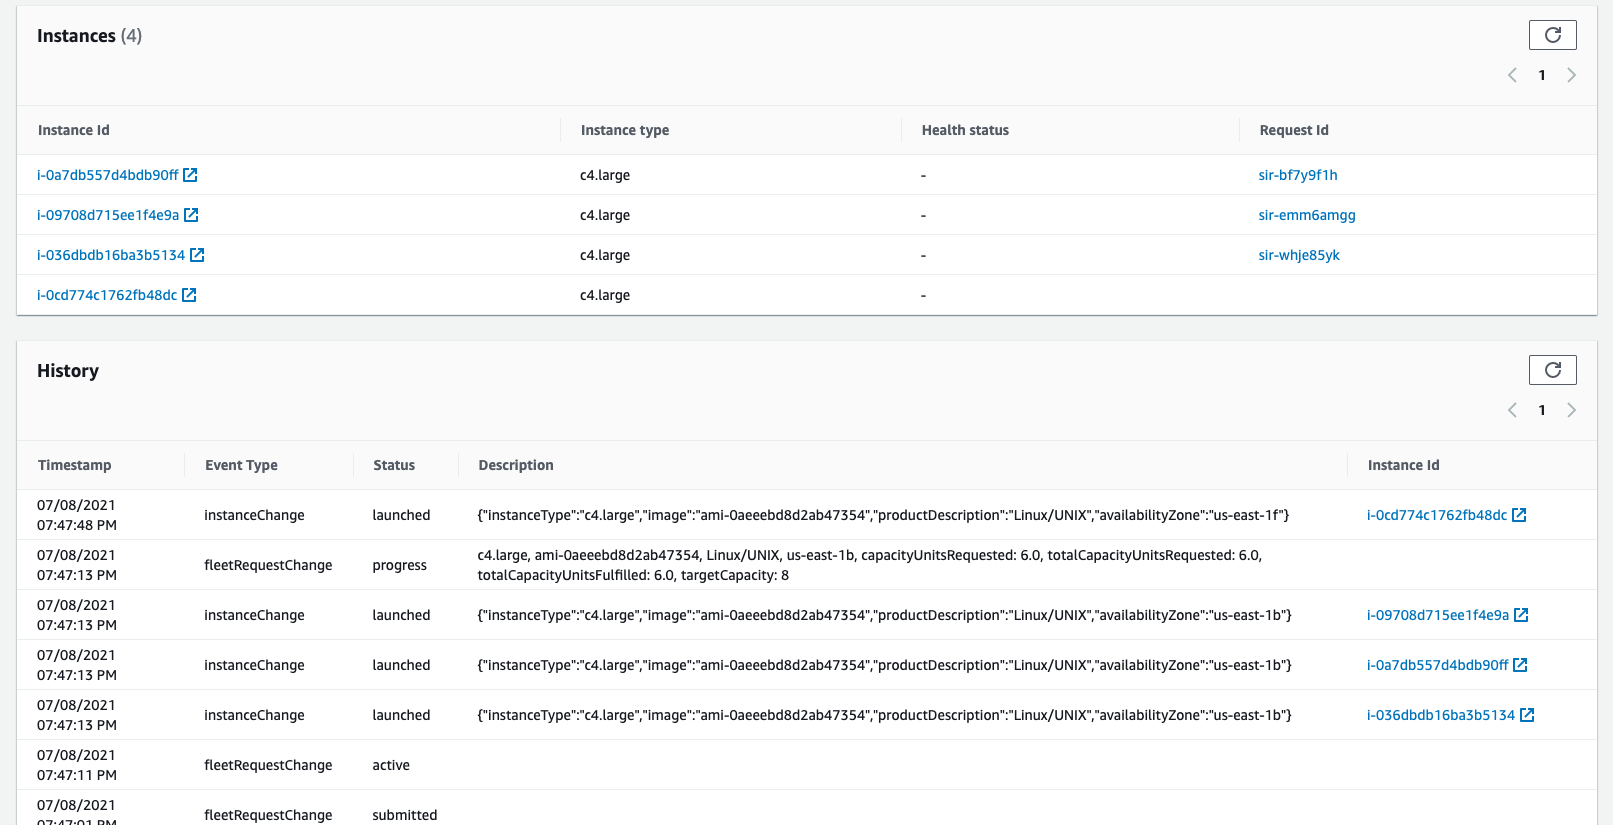 Instances (4)
1
Instance Id Instance type Health status Request Id
i-0a7db557d4bdb90ff c4.large - sir-bf7y9f1h
i-09708d715ee1f4e9a c4.large - sir-emm6amgg
i-036dbdb16ba3b5134 c4.large - sir-whje85yk
i-0cd774c1762fb48dc c4.large -
History
1
Timestamp Event Type Status Description Instance Id
07/08/2021
07:47:48 PM instanceChange launched {"instanceType":"c4.large","image":"ami-0aeeebd8d2ab47354","productDescription":"Linux/UNIX","availabilityZone":"us-east-1f"} i-0cd774c1762fb48dc
07/08/2021 c4.large, ami-0aeeebd8d2ab47354, Linux/UNIX, us-east-1b, capacityUnitsRequested: 6.0, totalCapacityUnitsRequested: 6.0,
07:47:13 PM fleetRequestChange progress totalCapacityUnitsFulfilled: 6.0, targetCapacity: 8
07/08/2021
07:47:13 PM instanceChange launched {"instanceType":"c4.large","image":"ami-0aeeebd8d2ab47354","productDescription":"Linux/UNIX","availabilityZone":"us-east-1b"} i-09708d715ee1f4e9a
07/08/2021
07:47:13 PM instanceChange launched {"instanceType":"c4.large","image":"ami-0aeeebd8d2ab47354","productDescription":"Linux/UNIX","availabilityZone":"us-east-1b"} i-0a7db557d4bdb90ff
07/08/2021
07:47:13 PM instanceChange launched {"instanceType":"c4.large","image":"ami-0aeeebd8d2ab47354","productDescription":"Linux/UNIX","availabilityZone":"us-east-1b"} i-036dbdb16ba3b5134
07/08/2021
07:47:11 PM fleetRequestChange active
07/08/2021
07:47:01 PM fleetRequestChange submitted